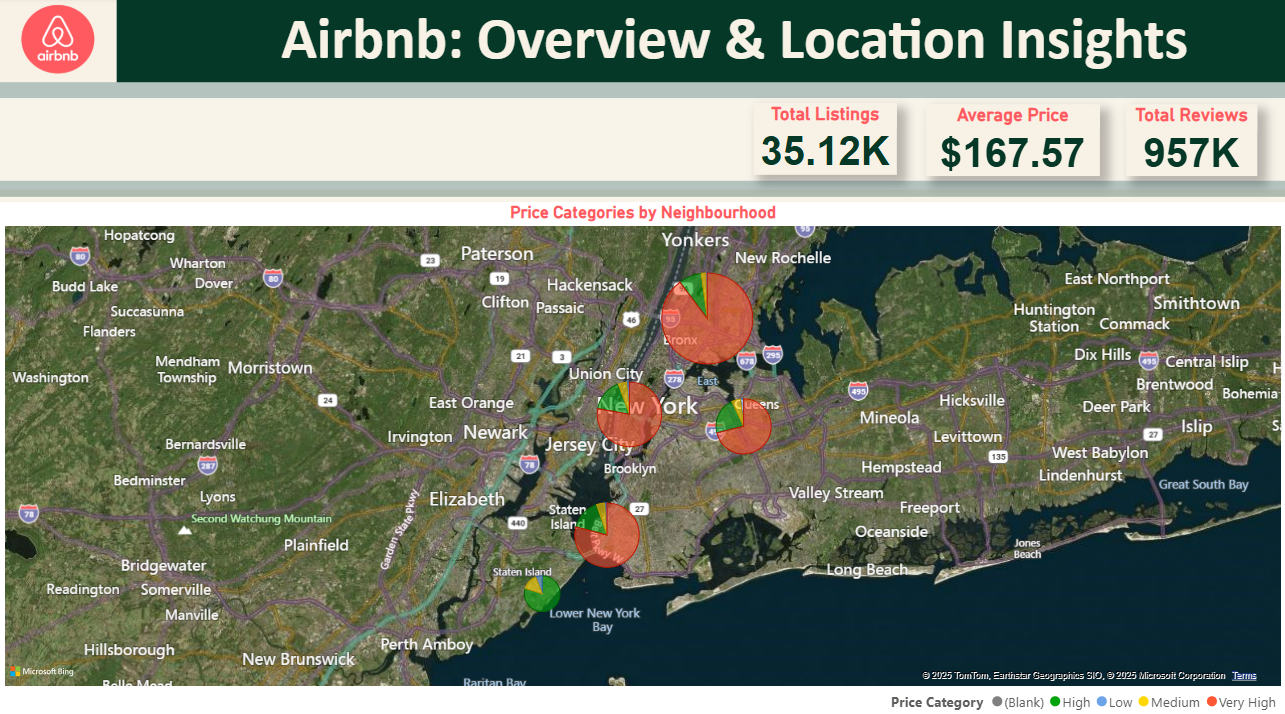 airbnb
Airbnb: Overview & Location Insights
Total Listings
35.12K
Average Price
$167.57
Total Reviews
957K
Price Categories by Neighbourhood
Hopatcong
80
Wharton
Dover
80
Budd Lake
Succasunna
Flanders
Washington
Mendham
Township
Morristown
24
23
Paterson
19
Clifton
Hackensack
Passaic
46
21
3
Union City
East Orange
Irvington
Newark
Jersey City
78
Bernardsville
287
Bedminster
Lyons
78
Second Watchung Mountain
Plainfield
Garden State Pkwy
Elizabeth
440
Bridgewater
Readington
Somerville
Manville
Hillsborough
New Brunswick
Perth Amboy
Belle Mead
Raritan Bay
Yonkers
95
New Rochelle
95
Bronx
678
295
278
East
New York
Queens
Brooklyn
Staten
Island
27
Staten Island
Lower New York
Bay
495
Mineola
Hicksville
Levittown
135
Hempstead
Valley Stream
Freeport
Oceanside
Long Beach
Jones
Beach
East Northport
Huntington
Station
Smithtown
Commack
Dix Hills
495
Central Islip
Brentwood
Bohemia
Deer Park
27
Islip
West Babylon
Lindenhurst
Great South Bay
Microsoft Bing
© 2025 TomTom, Earthstar Geographics SIO, © 2025 Microsoft Corporation Terms
Price Category (Blank) High Low Medium Very High